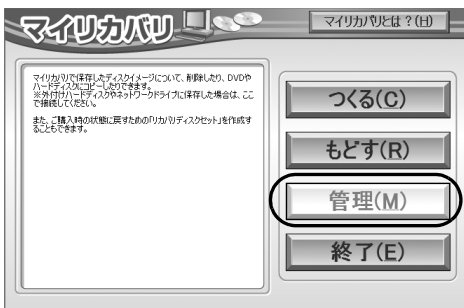 マイリカバリ
マイリカバリとは？(H)
マイリカバリで保存したディスクイメージについて、削除したり、DVDや
ハードディスクにコピーしたりできます。
※外付けハードディスクやネットワークドライブに保存した場合は、ここ
で接続してください。
また、ご購入時の状態に戻すための「リカバリディスクセット」を作成す
ることもできます。
つくる(C)
もどす(R)
管理(M)
終了(E)